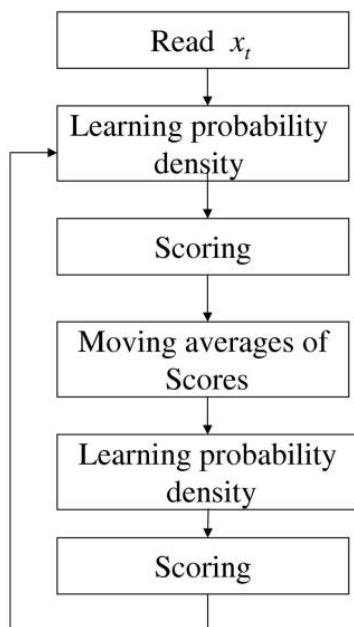 Read x_t
Learning probability
density
Scoring
Moving averages of
Scores
Learning probability
density
Scoring